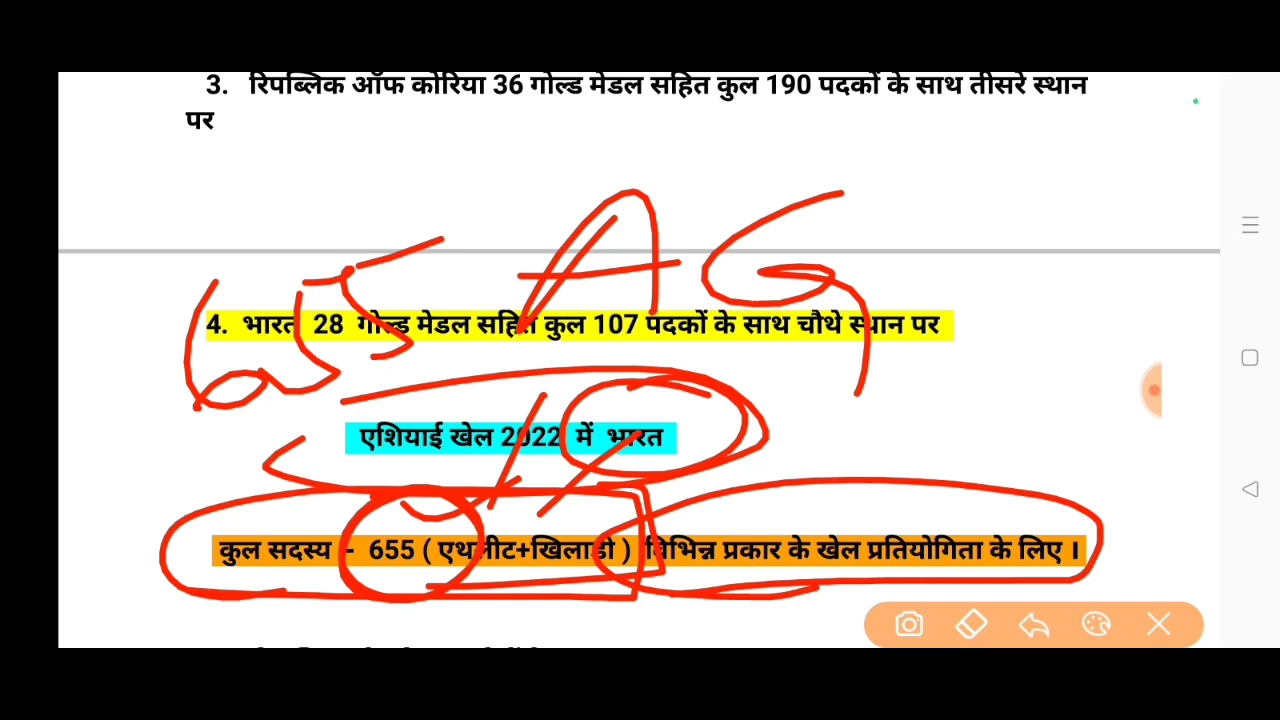 3. रिपब्लिक ऑफ कोरिया 36 गोल्ड मेडल सहित कुल 190 पदकों के साथ तीसरे स्थान
पर
655 A G
4. भारत 28 गोल्ड मेडल सहित कुल 107 पदकों के साथ चौथे स्थान पर
एशियाई खेल 2022 में भारत
कुल सदस्य - 655 ( एथलीट+खिलाड़ी ) विभिन्न प्रकार के खेल प्रतियोगिता के लिए ।